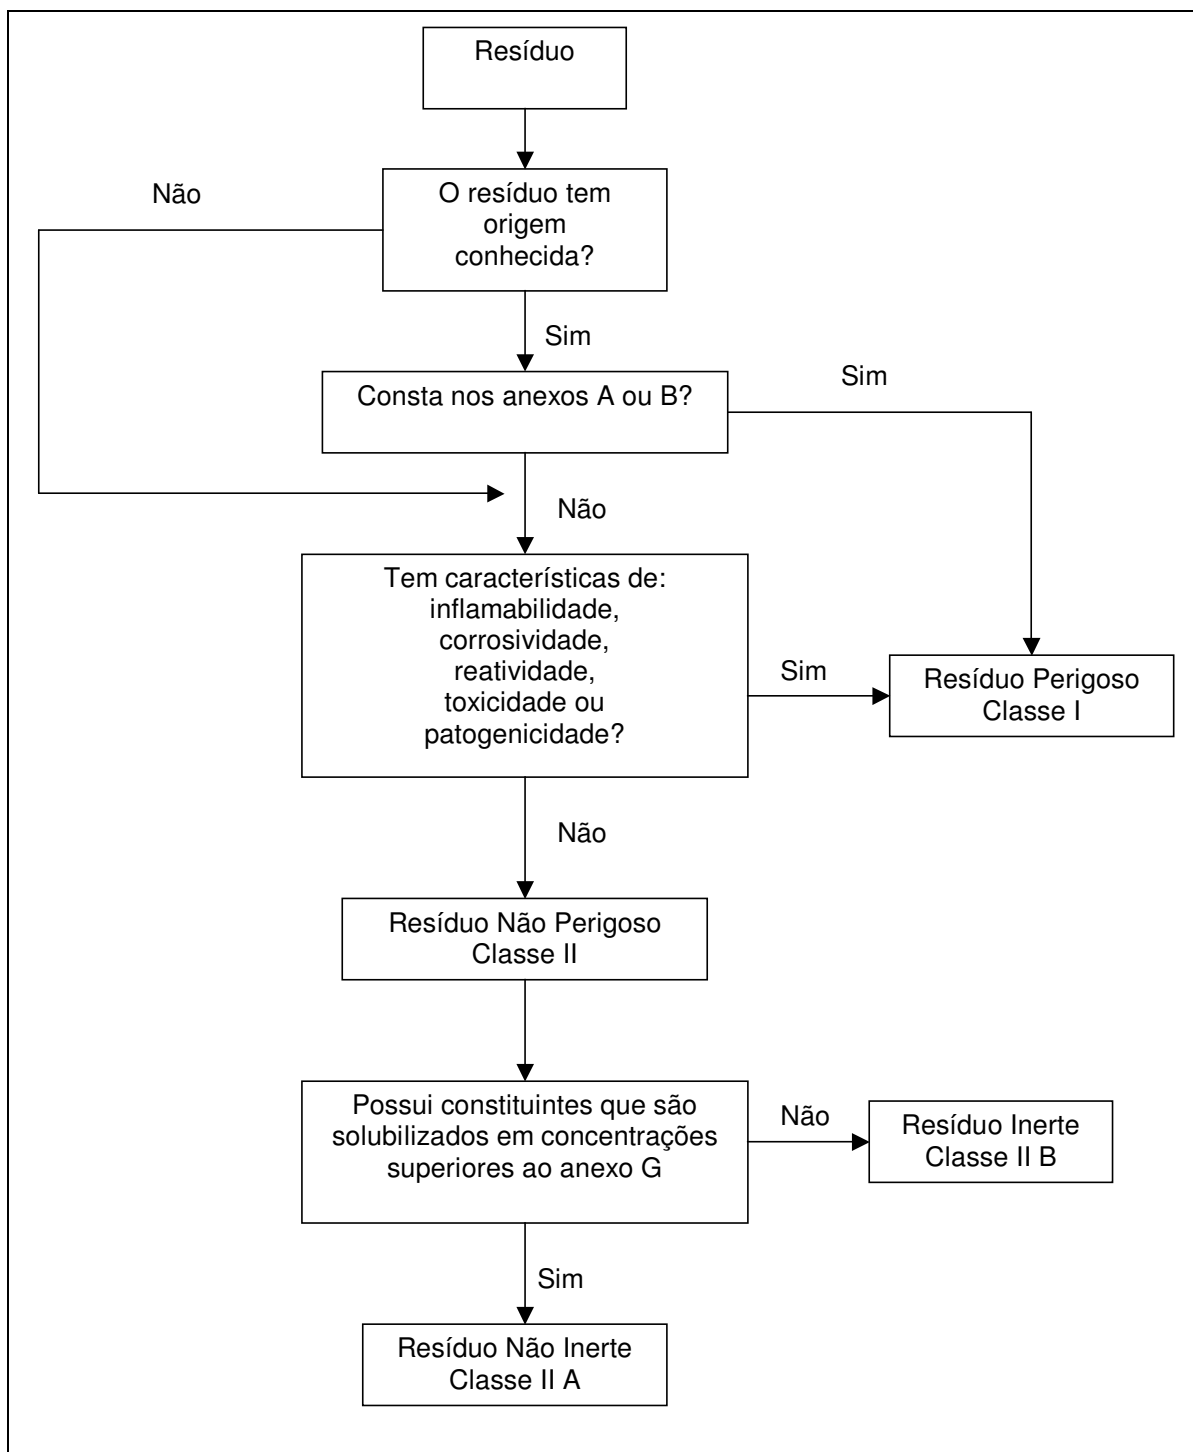 Resíduo
Não
O resíduo tem
origem
conhecida?
Sim
Consta nos anexos A ou B?
Sim
Não
Tem características de:
inflamabilidade,
corrosividade,
reatividade,
toxicidade ou
patogenicidade?
Sim
Resíduo Perigoso
Classe I
Não
Resíduo Não Perigoso
Classe II
Possui constituintes que são
solubilizados em concentrações
superiores ao anexo G
Não
Resíduo Inerte
Classe II B
Sim
Resíduo Não Inerte
Classe II A